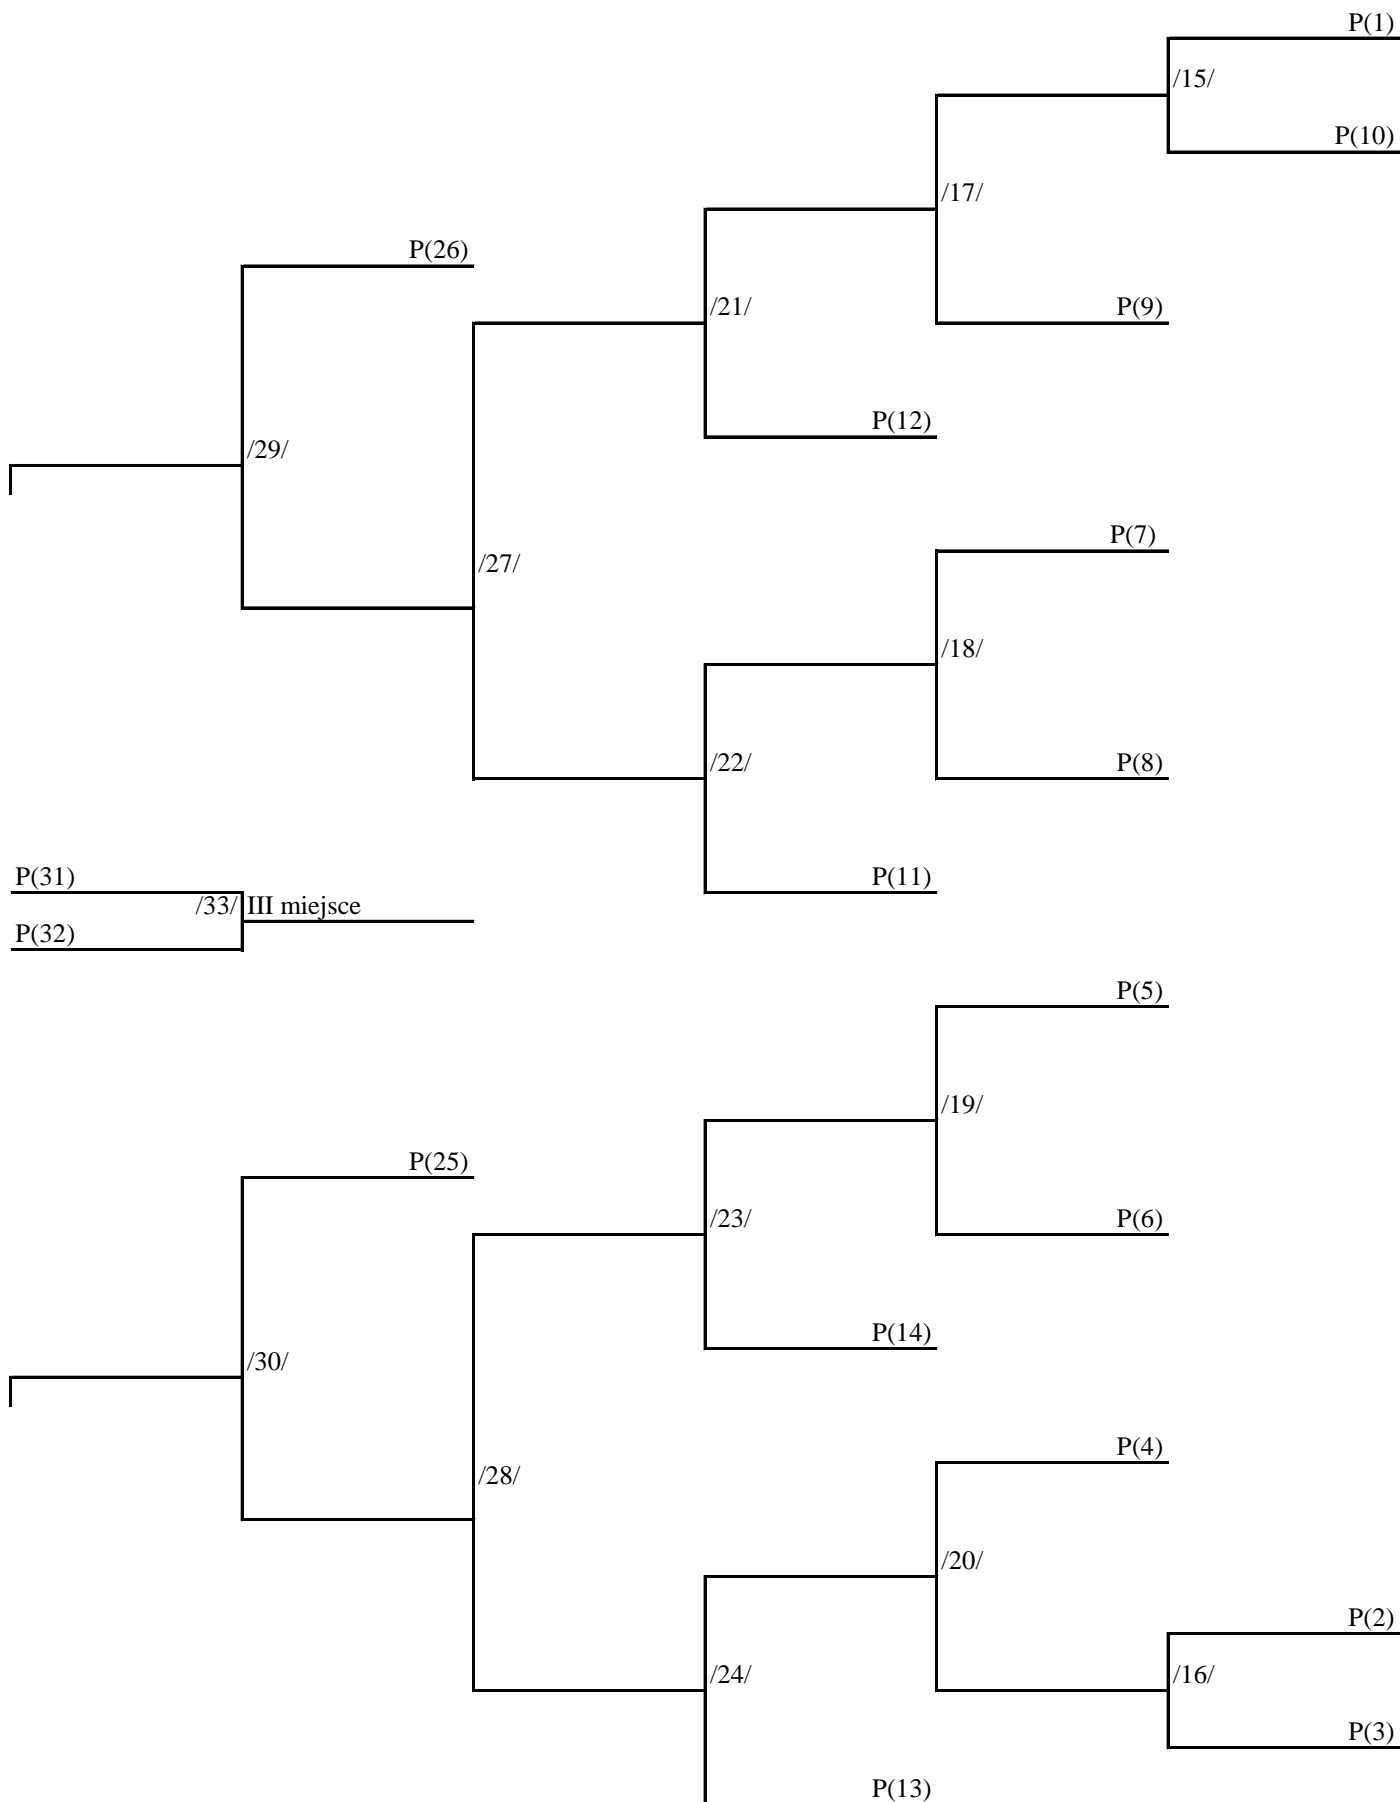 P(1)
/15/
P(10)
/17/
P(26)
/21/
P(9)
P(12)
/29/
P(7)
/27/
/18/
/22/
P(8)
P(31)
P(11)
/33/ III miejsce
P(32)
P(5)
/19/
P(25)
/23/
P(6)
P(14)
/30/
P(4)
/28/
/20/
P(2)
/24/
/16/
P(3)
P(13)